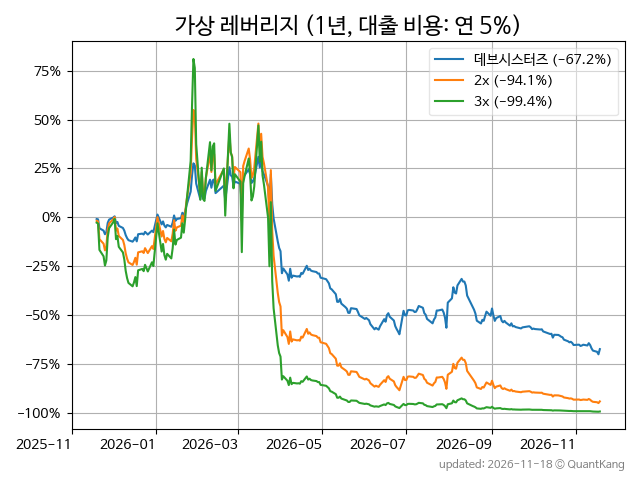 가상 레버리지 (1년, 대출 비용: 연 5%)
데브시스터즈 (−67.2%)
2x (−94.1%)
3x (−99.4%)
75%
50%
25%
0%
−25%
−50%
−75%
−100%
2025-11 2026-01 2026-03 2026-05 2026-07 2026-09 2026-11
updated: 2026-11-18 © QuantKang